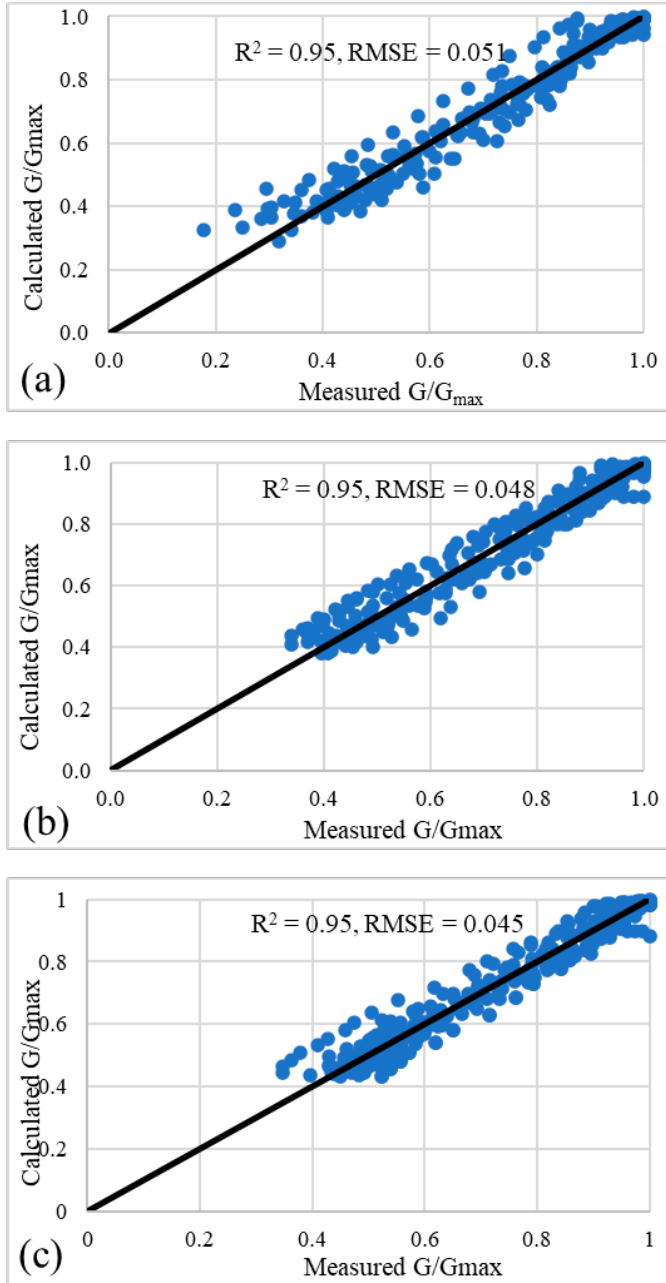 1.0
R² = 0.95, RMSE = 0.051
0.8
0.6
0.4
0.2
0.0
Calculated G/Gmax
0.0 0.2 0.4 0.6 0.8 1.0
(a)
Measured G/Gₘₐₓ
1.0
R² = 0.95, RMSE = 0.048
0.8
0.6
0.4
0.2
0.0
Calculated G/Gmax
0.0 0.2 0.4 0.6 0.8 1.0
(b)
Measured G/Gmax
1
R² = 0.95, RMSE = 0.045
0.8
0.6
0.4
0.2
0
Calculated G/Gmax
0 0.2 0.4 0.6 0.8 1
(c)
Measured G/Gmax